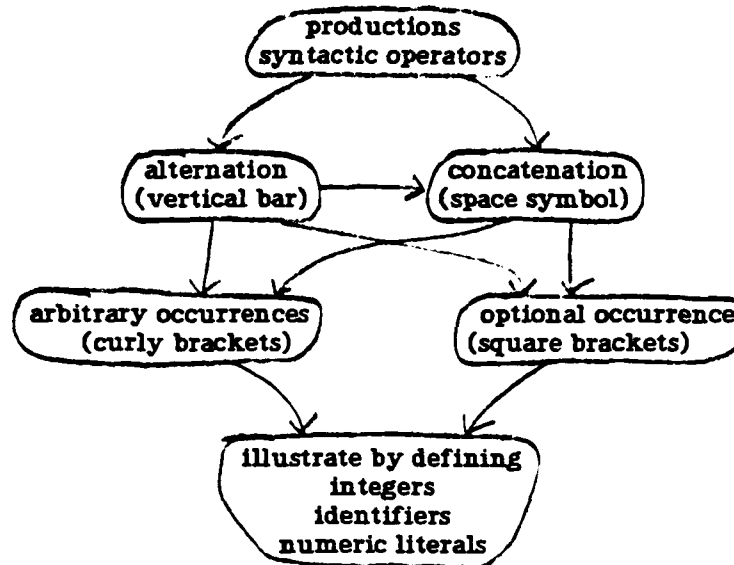 productions
syntactic operators
alternation
(vertical bar)
concatenation
(space symbol)
arbitrary occurrences
(curly brackets)
optional occurrence
(square brackets)
illustrate by defining
integers
identifiers
numeric literals